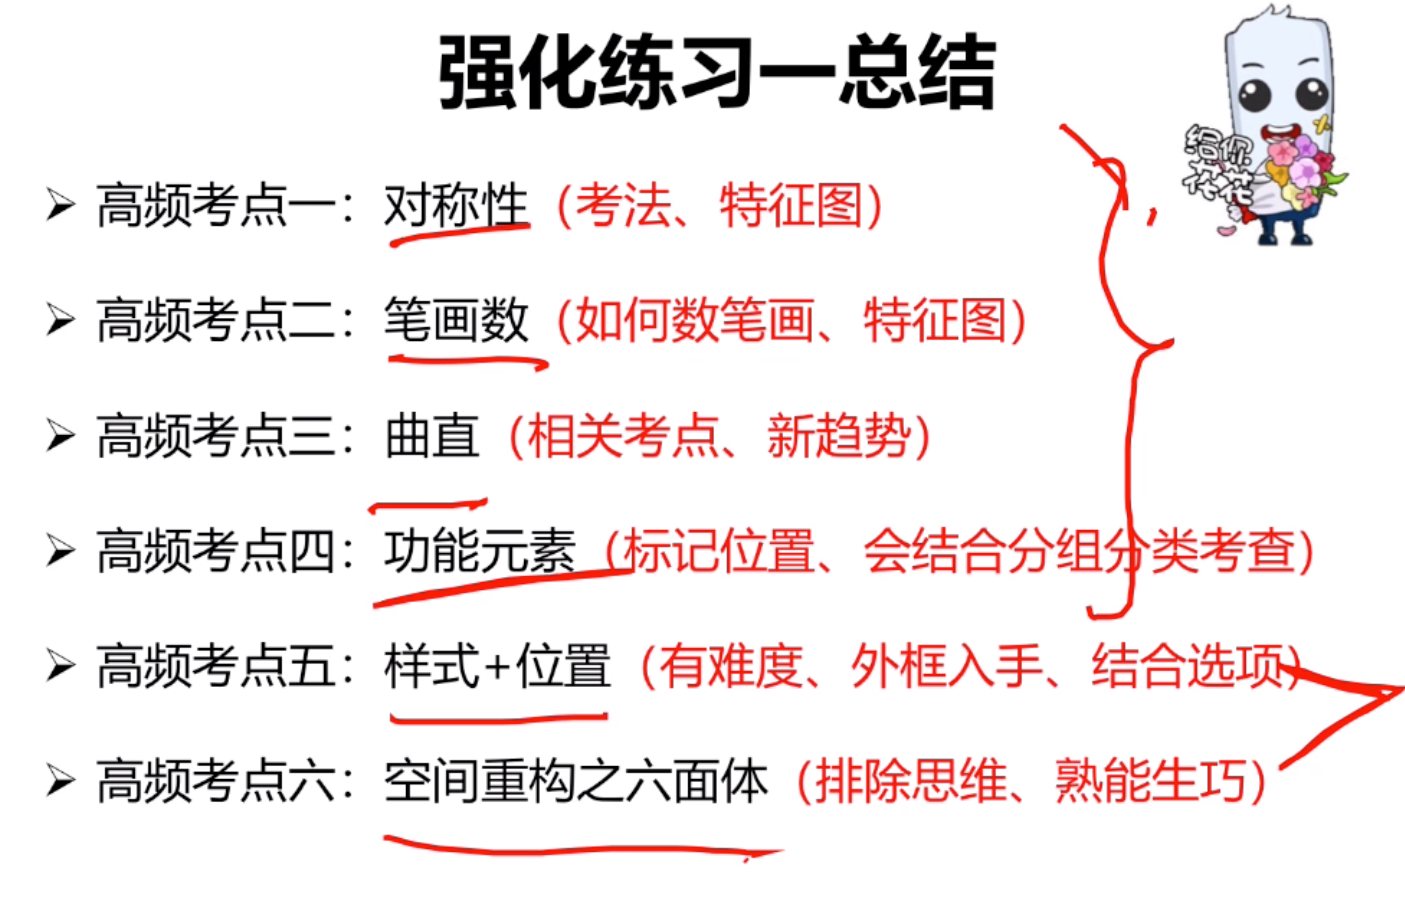 强化练习一总结
高频考点一：对称性（考法、特征图）
高频考点二：笔画数（如何数笔画、特征图）
高频考点三：曲直（相关考点、新趋势）
高频考点四：功能元素（标记位置、会结合分组分类考查）
高频考点五：样式+位置（有难度、外框入手、结合选项）
高频考点六：空间重构之六面体（排除思维、熟能生巧）